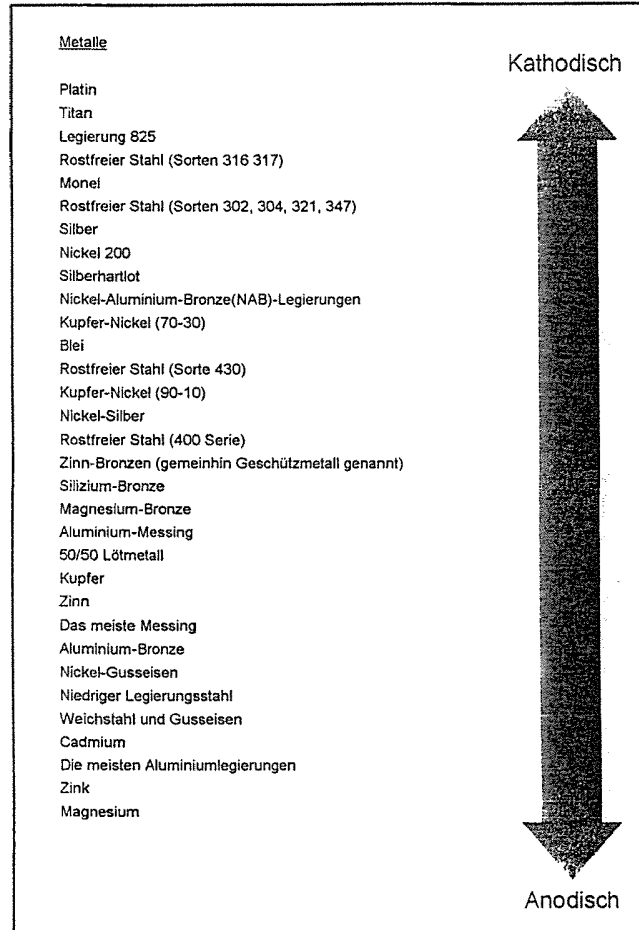 Metalle
Kathodisch
Platin
Titan
Legierung 825
Rostfreier Stahl (Sorten 316 317)
Monel
Rostfreier Stahl (Sorten 302, 304, 321, 347)
Silber
Nickel 200
Silberhartlot
Nickel-Aluminium-Bronze(NAB)-Legierungen
Kupfer-Nickel (70-30)
Blei
Rostfreier Stahl (Sorte 430)
Kupfer-Nickel (90-10)
Nickel-Silber
Rostfreier Stahl (400 Serie)
Zinn-Bronzen (gemeinhin Geschützmetall genannt)
Silizium-Bronze
Magnesium-Bronze
Aluminium-Messing
50/50 Lötmetall
Kupfer
Zinn
Das meiste Messing
Aluminium-Bronze
Nickel-Gusseisen
Niedriger Legierungsstahl
Weichstahl und Gusseisen
Cadmium
Die meisten Aluminiumlegierungen
Zink
Magnesium
Anodisch